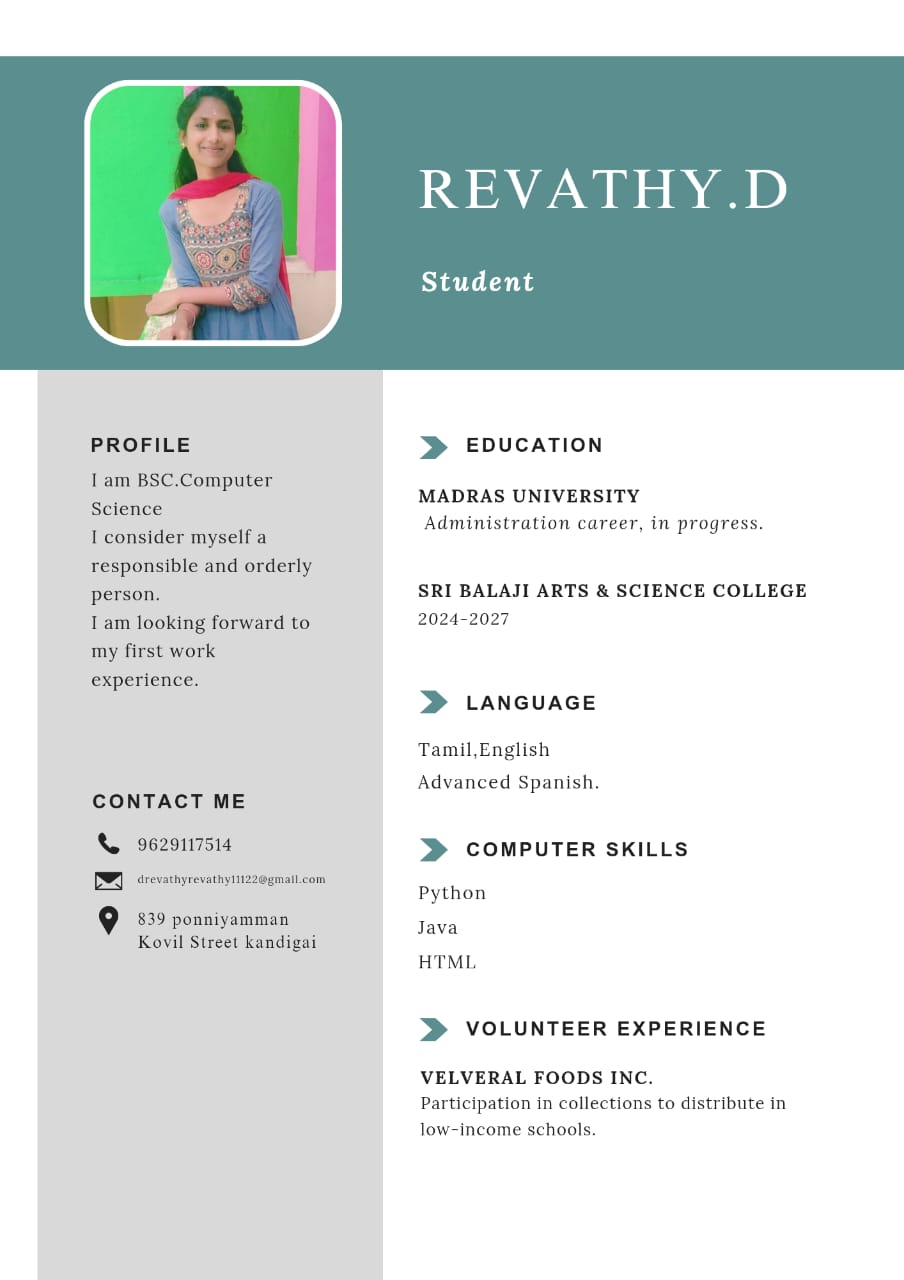 REVATHY.D
Student
PROFILE
I am BSC.Computer
Science
I consider myself a
responsible and orderly
person.
I am looking forward to
my first work
experience.
CONTACT ME
9629117514
drevathyrevathy11122@gmail.com
839 ponniyamman
Kovil Street kandigai
EDUCATION
MADRAS UNIVERSITY
Administration career, in progress.
SRI BALAJI ARTS & SCIENCE COLLEGE
2024-2027
LANGUAGE
Tamil,English
Advanced Spanish.
COMPUTER SKILLS
Python
Java
HTML
VOLUNTEER EXPERIENCE
VELVERAL FOODS INC.
Participation in collections to distribute in
low-income schools.